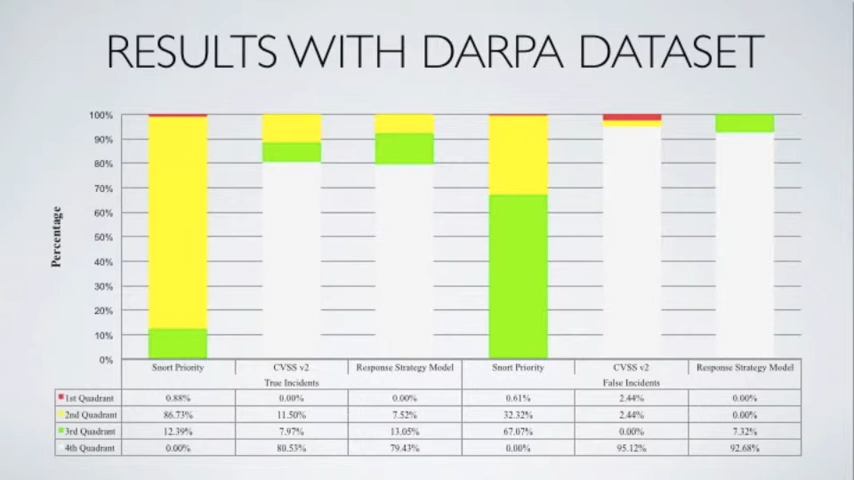 RESULTS WITH DARPA DATASET
Percentage
100%
90%
80%
70%
60%
50%
40%
30%
20%
10%
0%
Snort Priority CVSS v2 Response Strategy Model Snort Priority CVSS v2 Response Strategy Model
True Incidents False Incidents
1st Quadrant 0.88% 0.00% 0.00% 0.61% 2.44% 0.00%
2nd Quadrant 86.73% 11.50% 7.52% 32.32% 2.44% 0.00%
3rd Quadrant 12.39% 7.97% 13.05% 67.07% 0.00% 7.32%
4th Quadrant 0.00% 80.53% 79.43% 0.00% 95.12% 92.68%